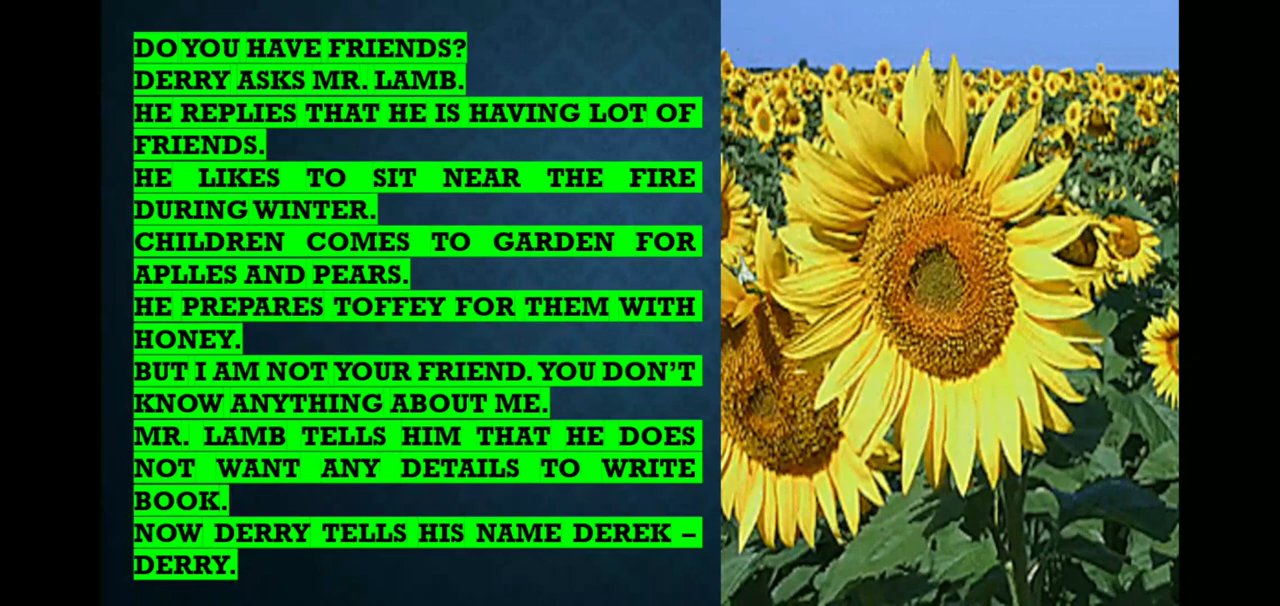 DO YOU HAVE FRIENDS?
DERRY ASKS MR. LAMB.
HE REPLIES THAT HE IS HAVING LOT OF
FRIENDS.
HE LIKES TO SIT NEAR THE FIRE
DURING WINTER.
CHILDREN COMES TO GARDEN FOR
APLLES AND PEARS.
HE PREPARES TOFFEY FOR THEM WITH
HONEY.
BUT I AM NOT YOUR FRIEND. YOU DON’T
KNOW ANYTHING ABOUT ME.
MR. LAMB TELLS HIM THAT HE DOES
NOT WANT ANY DETAILS TO WRITE
BOOK.
NOW DERRY TELLS HIS NAME DEREK –
DERRY.